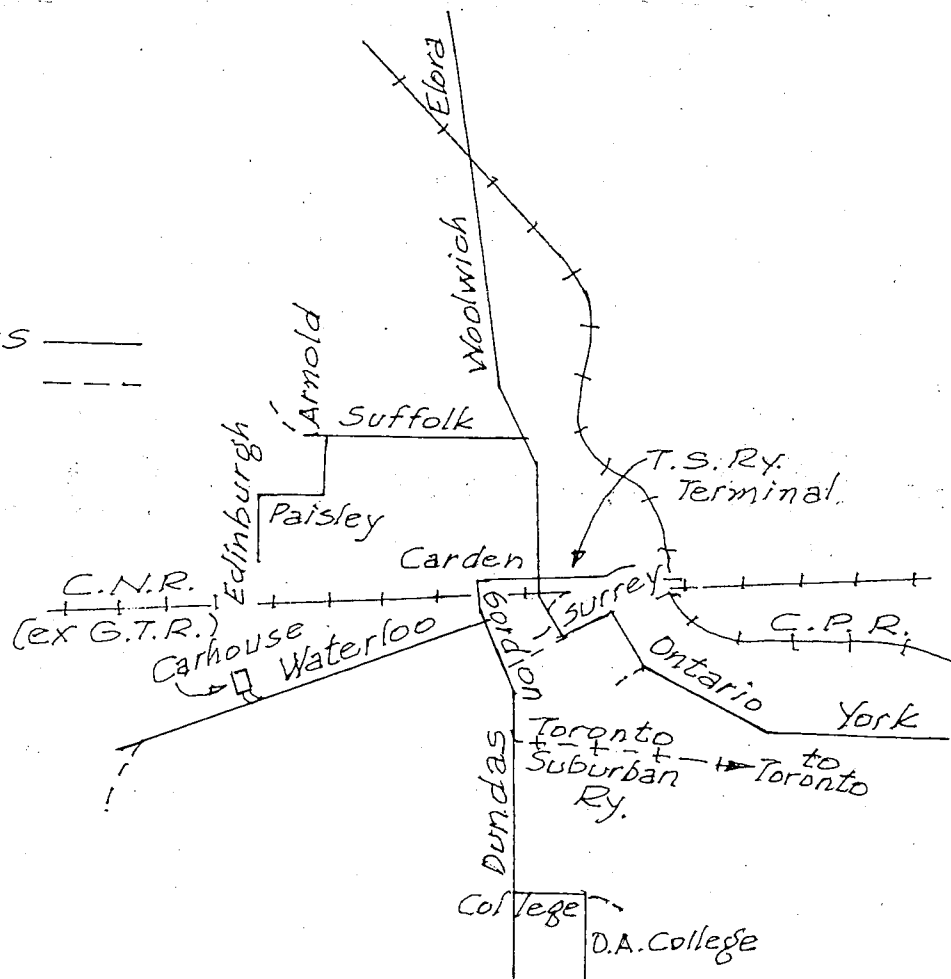 Elora
Woolwich
S
Arnold
Suffolk
Edinburgh
Paisley
T.S.Ry.
Terminal
Carden
C.N.R.
(ex G.T.R.)
Surrey
Gordon
C.P.R.
Carhouse
Waterloo
Ontario
York
Toronto
Suburban
Ry.
to
Toronto
Dundas
College
O.A.College